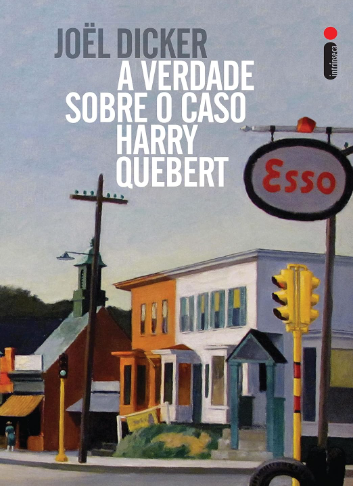 JOËL DICKER
A VERDADE
SOBRE O CASO
HARRY
QUEBERT
intrínseca
Esso